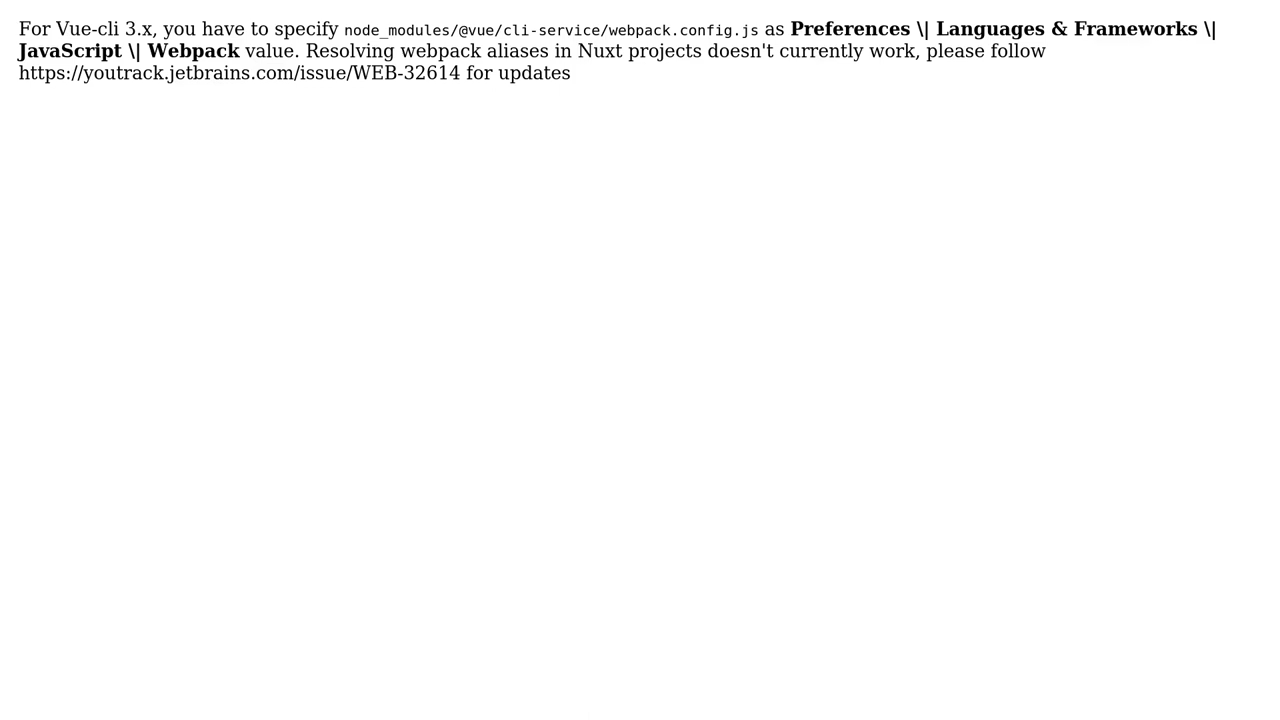 For Vue-cli 3.x, you have to specify node_modules/@vue/cli-service/webpack.config.js as Preferences \| Languages & Frameworks \|
JavaScript \| Webpack value. Resolving webpack aliases in Nuxt projects doesn't currently work, please follow
https://youtrack.jetbrains.com/issue/WEB-32614 for updates